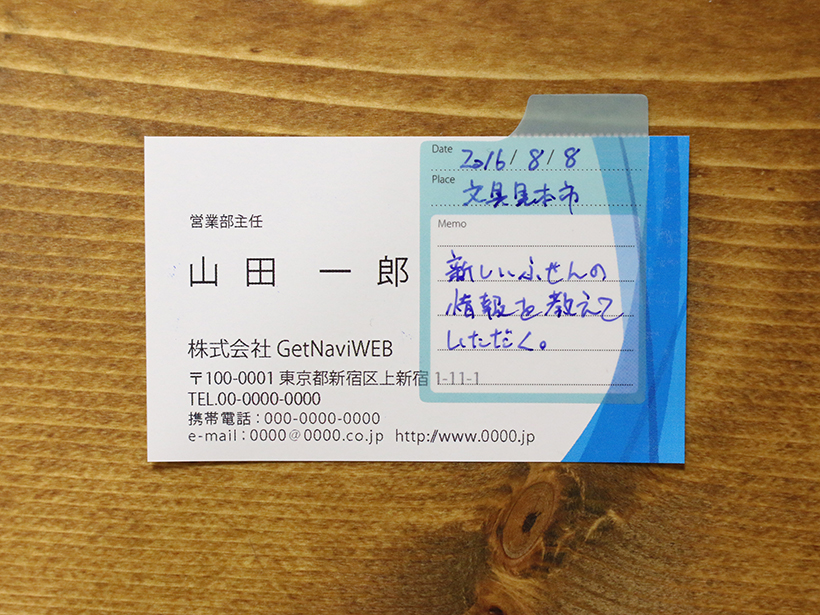 営業部主任
山田 一郎
株式会社 GetNaviWEB
〒100-0001 東京都新宿区上新宿 1-11-1
TEL.00-0000-0000
携帯電話：000-0000-0000
e-mail：0000@0000.co.jp http://www.0000.jp
Date 2016/8/8
Place 文具見本市
Memo
新しいふせんの
情報を教えて
いただく。